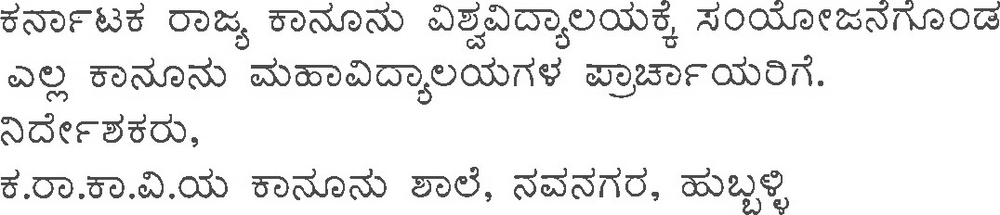 ಕರ್ನಾಟಕ ರಾಜ್ಯ ಕಾನೂನು ವಿಶ್ವವಿದ್ಯಾಲಯಕ್ಕೆ ಸಂಯೋಜನೆಗೊಂಡ
ಎಲ್ಲ ಕಾನೂನು ಮಹಾವಿದ್ಯಾಲಯಗಳ ಪ್ರಾರ್ಚಾಯರಿಗೆ.
ನಿರ್ದೇಶಕರು,
ಕ.ರಾ.ಕಾ.ವಿ.ಯ ಕಾನೂನು ಶಾಲೆ, ನವನಗರ, ಹುಬ್ಬಳ್ಳಿ